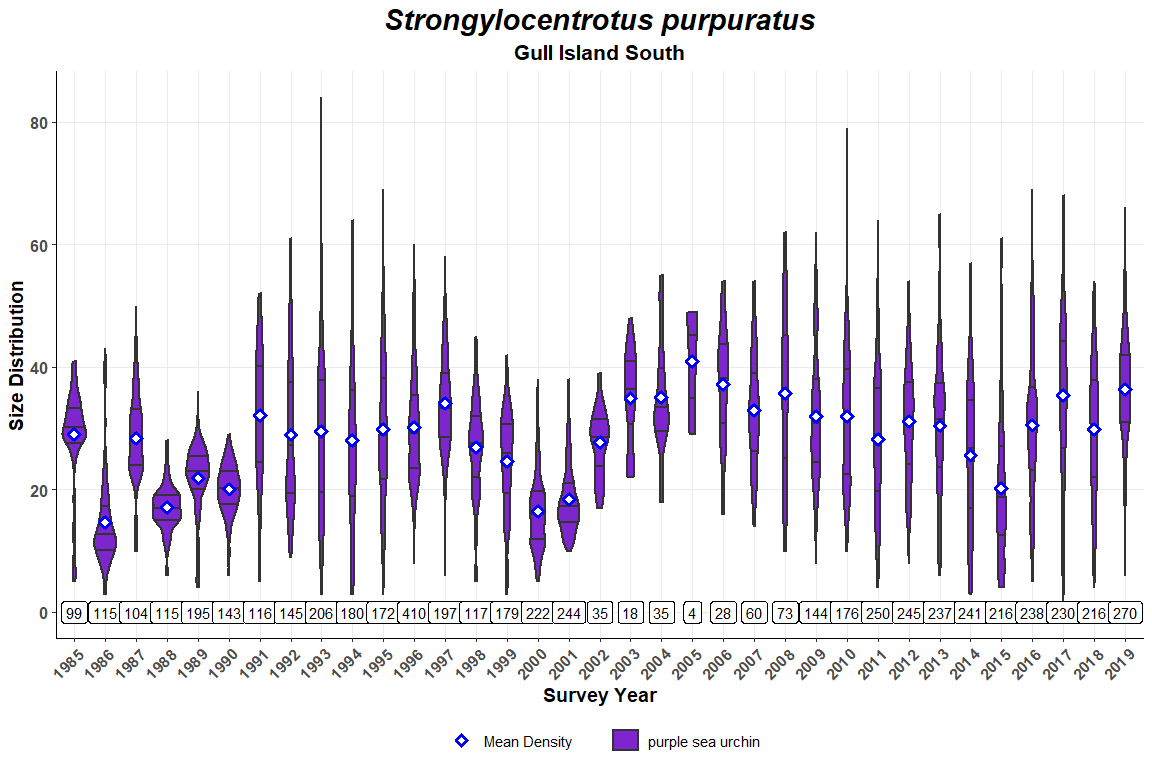 Strongylocentrotus purpuratus
Gull Island South
Size Distribution
80
60
40
20
0
99 115 104 115 195 143 116 145 206 180 172 410 197 117 179 222 244 35 18 35 4 28 60 73 144 176 250 245 237 241 216 238 230 216 270
1985 1986 1987 1988 1989 1990 1991 1992 1993 1994 1995 1996 1997 1998 1999 2000 2001 2002 2003 2004 2005 2006 2007 2008 2009 2010 2011 2012 2013 2014 2015 2016 2017 2018 2019
Survey Year
Mean Density purple sea urchin